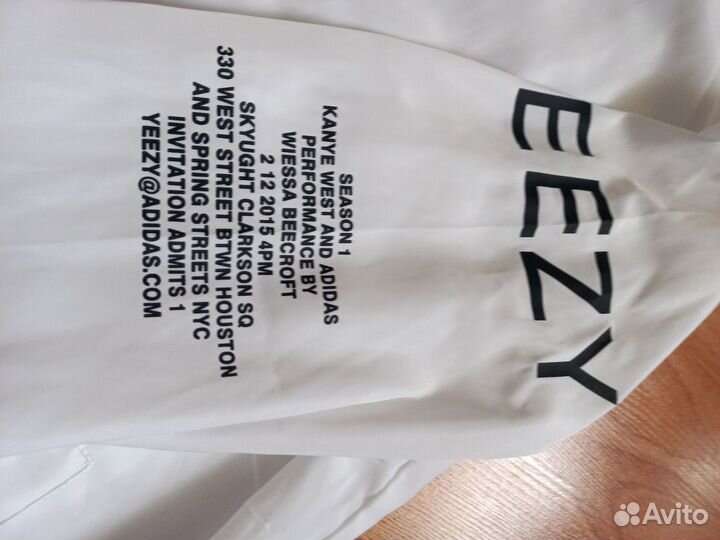 EEZY
SEASON 1
KANYE WEST AND ADIDAS
PERFORMANCE BY
WIESSA BEECROFT
2 12 2015 4PM
SKYUGHT CLARKSON SQ
330 WEST STREET BTWN HOUSTON
AND SPRING STREETS NYC
INVITATION ADMITS 1
YEEZY@ADIDAS.COM
Avito